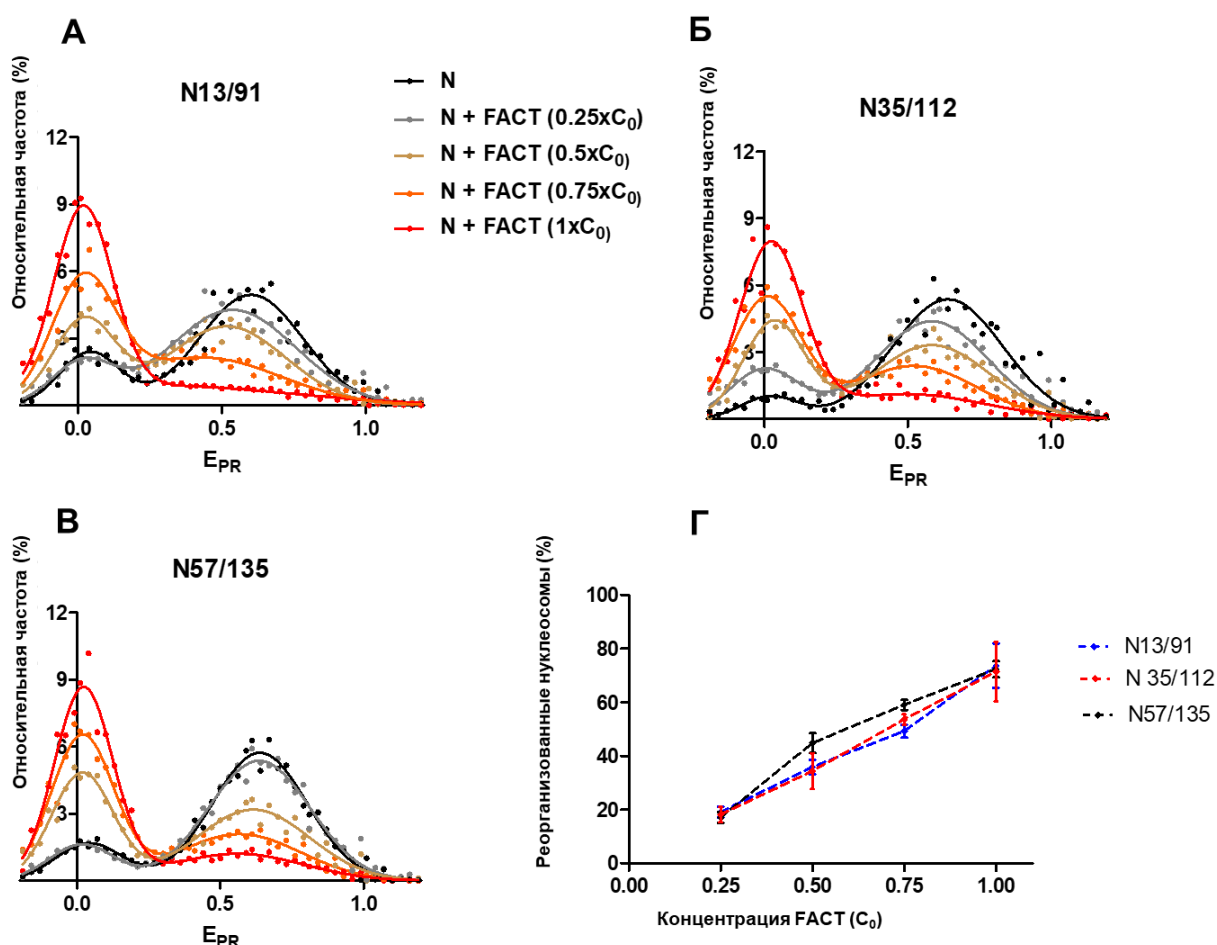 А
N13/91
Относительная частота (%)
12
9
6
3
0.0
0.5
1.0
EPR
N
N + FACT (0.25xC0)
N + FACT (0.5xC0)
N + FACT (0.75xC0)
N + FACT (1xC0)
Б
N35/112
Относительная частота (%)
12
9
6
3
0.0
0.5
1.0
EPR
В
N57/135
Относительная частота (%)
12
9
6
3
0.0
0.5
1.0
EPR
Г
Реорганизованные нуклеосомы (%)
100
80
60
40
20
0
0.00
0.25
0.50
0.75
1.00
Концентрация FACT (C0)
N13/91
N 35/112
N57/135